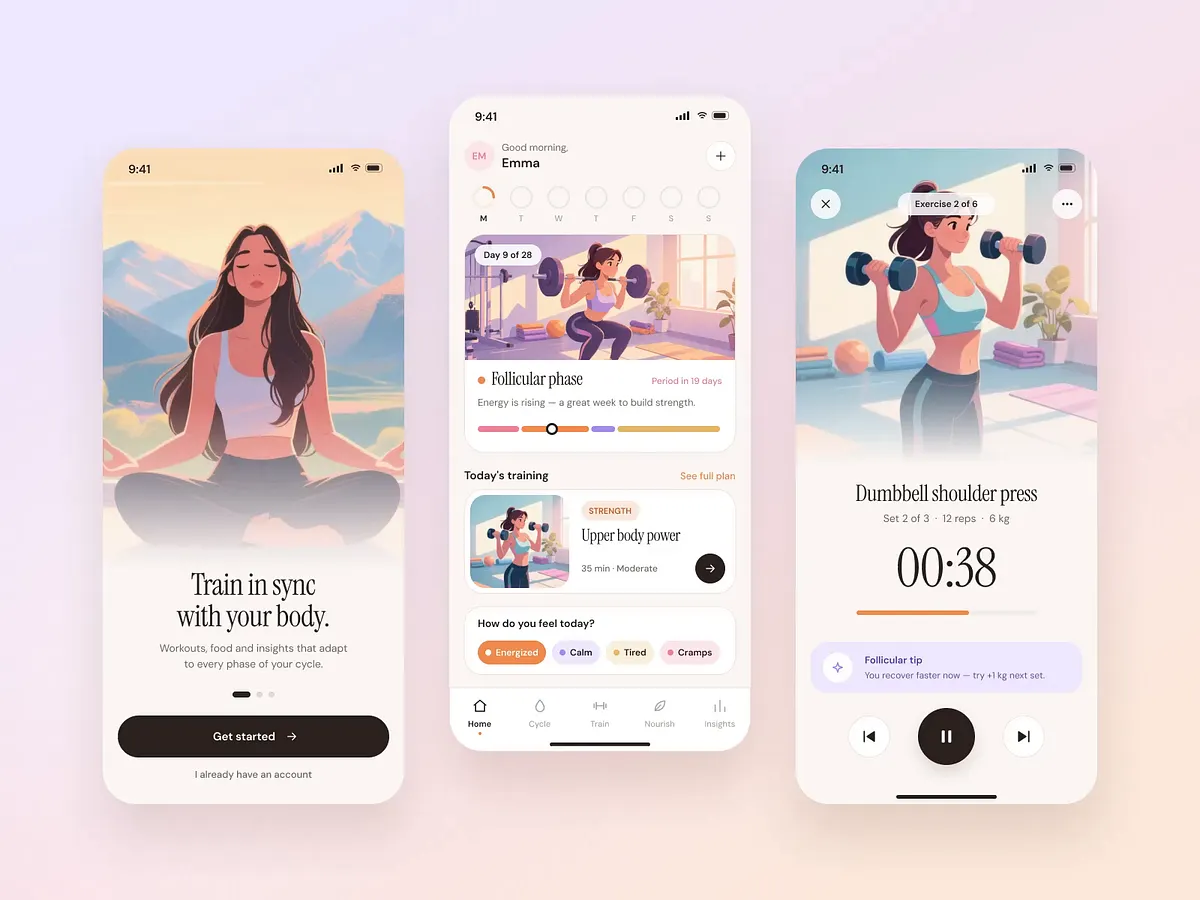 9:41
Train in sync
with your body.
Workouts, food and insights that adapt
to every phase of your cycle.
Get started →
I already have an account
9:41
EM
Good morning,
Emma
M T W T F S S
Day 9 of 28
Follicular phase
Period in 19 days
Energy is rising — a great week to build strength.
Today's training
See full plan
STRENGTH
Upper body power
35 min · Moderate
How do you feel today?
Energized
Calm
Tired
Cramps
Home
Cycle
Train
Nourish
Insights
9:41
Exercise 2 of 6
Dumbbell shoulder press
Set 2 of 3 · 12 reps · 6 kg
00:38
Follicular tip
You recover faster now — try +1 kg next set.